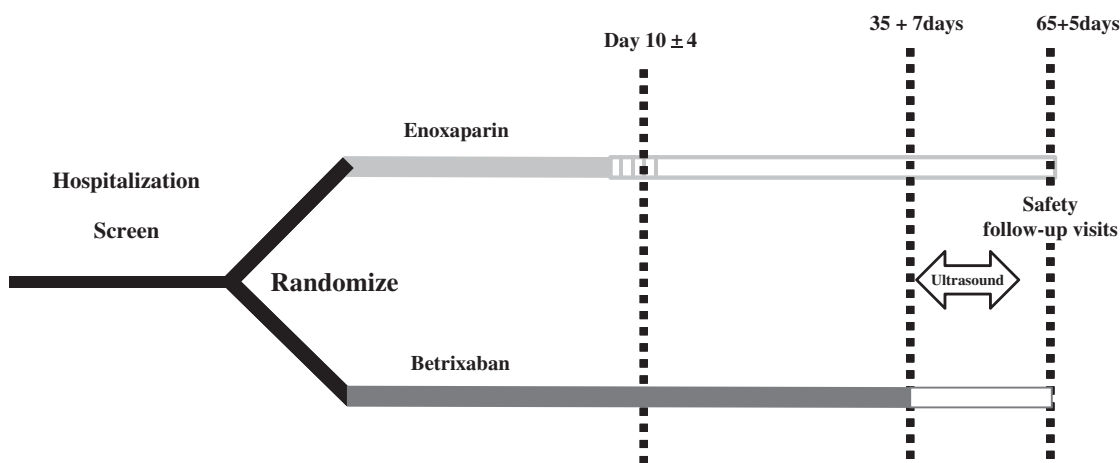 35 + 7days
65+5days
Day 10 ± 4
Enoxaparin
Hospitalization
Screen
Safety
follow-up visits
Randomize
Ultrasound
Betrixaban